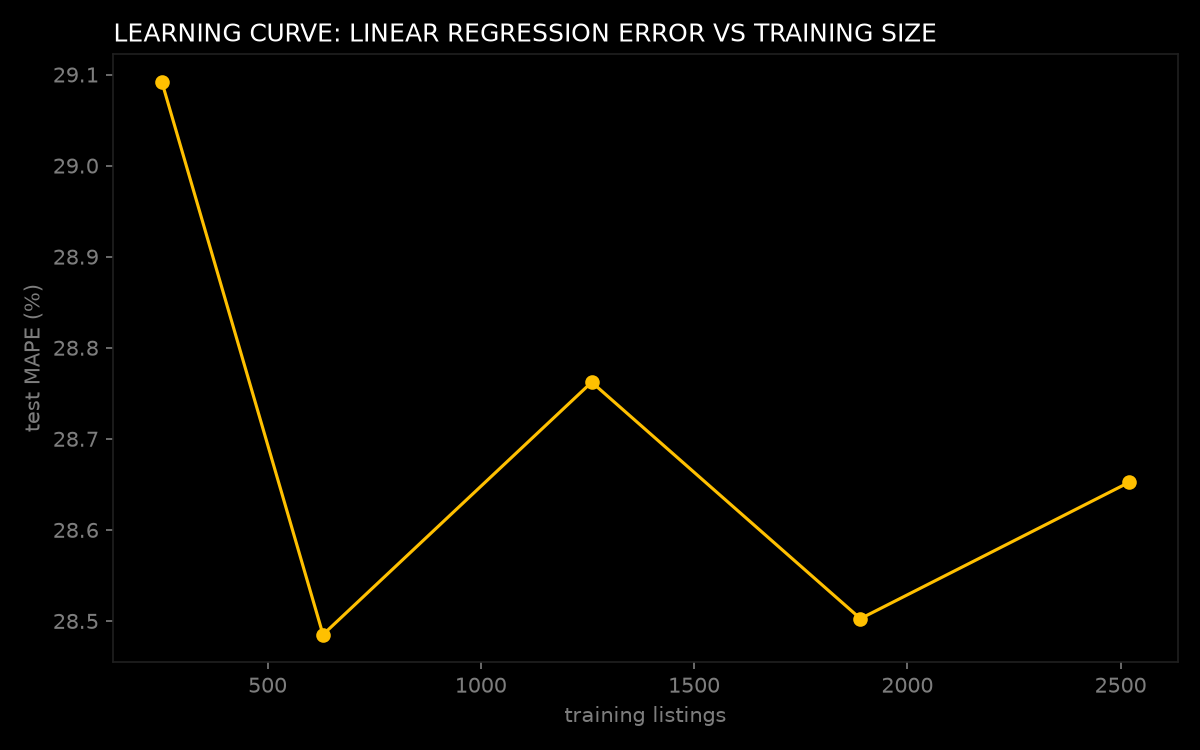 LEARNING CURVE: LINEAR REGRESSION ERROR VS TRAINING SIZE
29.1
29.0
28.9
28.8
28.7
28.6
28.5
test MAPE (%)
500 1000 1500 2000 2500
training listings